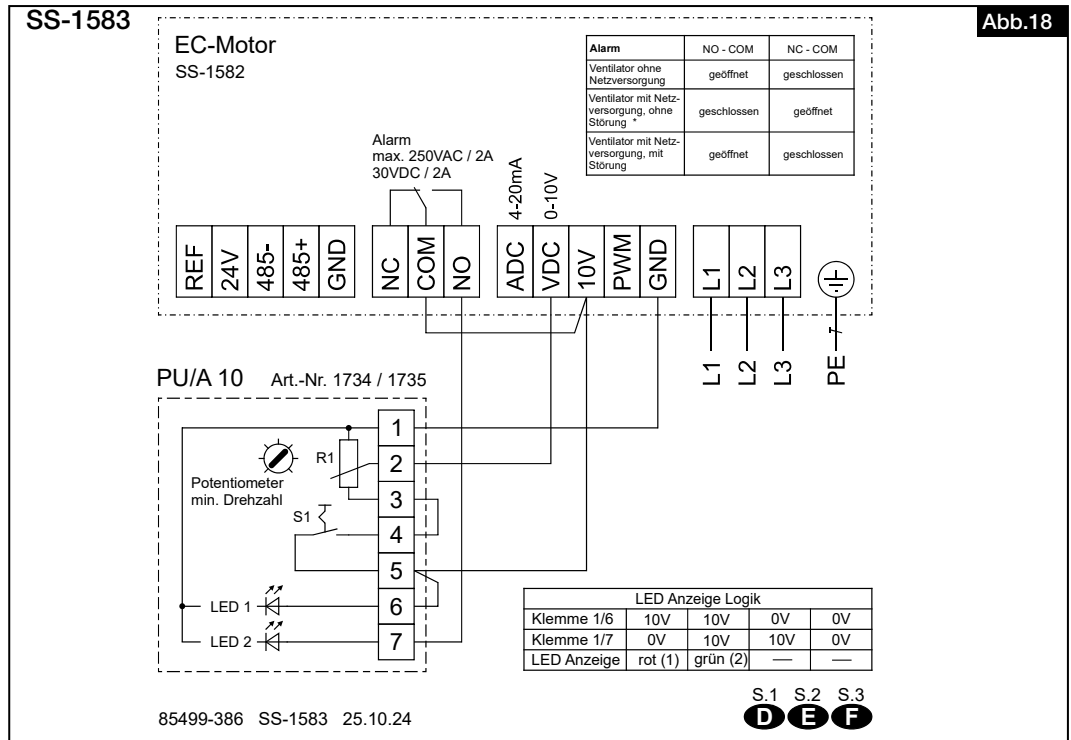 SS-1583
Abb.18
EC-Motor
SS-1582
Alarm NO - COM NC - COM
Ventilator ohne
Netzversorgung geöffnet geschlossen
Ventilator mit Netz-
versorgung, ohne
Störung * geschlossen geöffnet
Ventilator mit Netz-
versorgung, mit
Störung geöffnet geschlossen
Alarm
max. 250VAC / 2A
30VDC / 2A
4-20mA
0-10V
REF
24V
485-
485+
GND
NC
COM
NO
ADC
VDC
10V
PWM
GND
L1
L2
L3
L1
L2
L3
PE
PU/A 10 Art.-Nr. 1734 / 1735
1
2
3
4
5
6
7
R1
Potentiometer
min. Drehzahl
S1
LED 1
LED 2
LED Anzeige Logik
Klemme 1/6 10V 10V 0V 0V
Klemme 1/7 0V 10V 10V 0V
LED Anzeige rot (1) grün (2) — —
S.1 S.2 S.3
D E F
85499-386 SS-1583 25.10.24